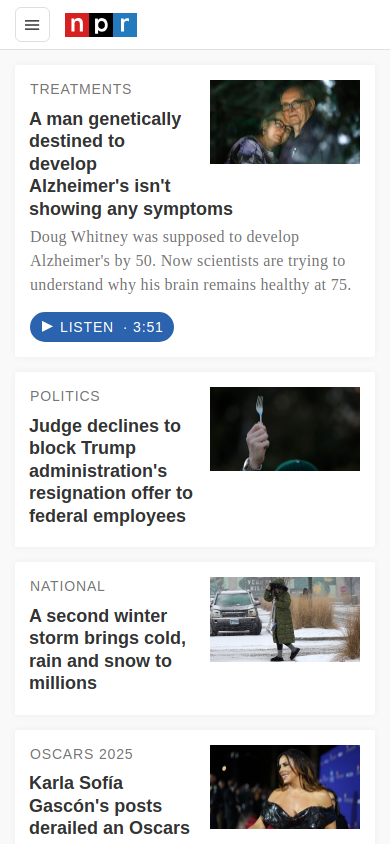 npr
TREATMENTS
A man genetically
destined to
develop
Alzheimer's isn't
showing any symptoms
Doug Whitney was supposed to develop
Alzheimer's by 50. Now scientists are trying to
understand why his brain remains healthy at 75.
LISTEN · 3:51
POLITICS
Judge declines to
block Trump
administration's
resignation offer to
federal employees
NATIONAL
A second winter
storm brings cold,
rain and snow to
millions
OSCARS 2025
Karla Sofía
Gascón's posts
derailed an Oscars